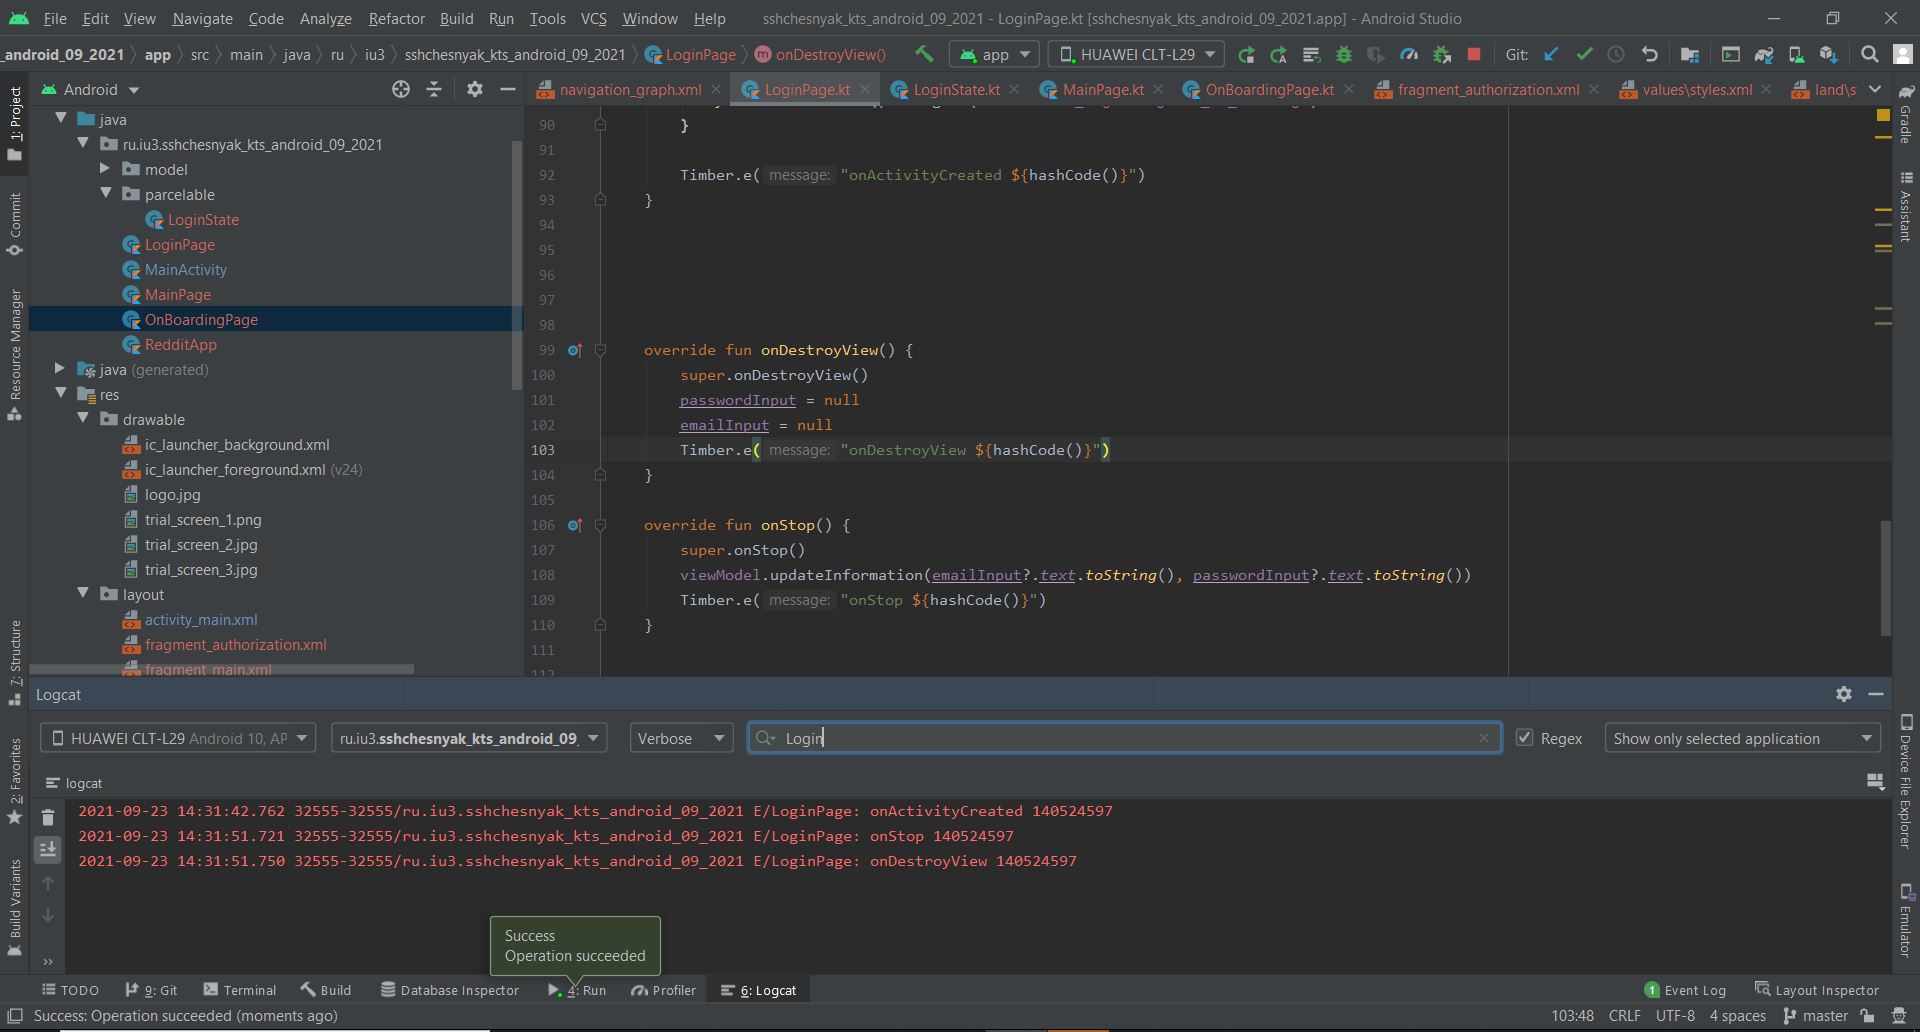 File Edit View Navigate Code Analyze Refactor Build Run Tools VCS Window Help sshchesnyak_kts_android_09_2021 - LoginPage.kt [sshchesnyak_kts_android_09_2021.app] - Android Studio
_android_09_2021 app src main java ru iu3 sshchesnyak_kts_android_09_2021 LoginPage onDestroyView() app HUAWEI CLT-L29 Git:
Android
navigation_graph.xml LoginPage.kt LoginState.kt MainPage.kt OnBoardingPage.kt fragment_authorization.xml values\styles.xml land\s
1: Project
Commit
Resource Manager
7: Structure
2: Favorites
Build Variants
java
ru.iu3.sshchesnyak_kts_android_09_2021
model
parcelable
LoginState
LoginPage
MainActivity
MainPage
OnBoardingPage
RedditApp
java (generated)
res
drawable
ic_launcher_background.xml
ic_launcher_foreground.xml (v24)
logo.jpg
trial_screen_1.png
trial_screen_2.jpg
trial_screen_3.jpg
layout
activity_main.xml
fragment_authorization.xml
fragment_main.xml
90 }
91
92 Timber.e( message: "onActivityCreated ${hashCode()}")
93 }
94
95
96
97
98
99 override fun onDestroyView() {
100 super.onDestroyView()
101 passwordInput = null
102 emailInput = null
103 Timber.e( message: "onDestroyView ${hashCode()}")
104 }
105
106 override fun onStop() {
107 super.onStop()
108 viewModel.updateInformation(emailInput?.text.toString(), passwordInput?.text.toString())
109 Timber.e( message: "onStop ${hashCode()}")
110 }
111
112
Gradle
Assistant
Device File Explorer
Emulator
Logcat
HUAWEI CLT-L29 Android 10, AP ru.iu3.sshchesnyak_kts_android_09_ Verbose Login Regex Show only selected application
logcat
2021-09-23 14:31:42.762 32555-32555/ru.iu3.sshchesnyak_kts_android_09_2021 E/LoginPage: onActivityCreated 140524597
2021-09-23 14:31:51.721 32555-32555/ru.iu3.sshchesnyak_kts_android_09_2021 E/LoginPage: onStop 140524597
2021-09-23 14:31:51.750 32555-32555/ru.iu3.sshchesnyak_kts_android_09_2021 E/LoginPage: onDestroyView 140524597
Success
Operation succeeded
TODO 9: Git Terminal Build Database Inspector 4: Run Profiler 6: Logcat 1 Event Log Layout Inspector
Success: Operation succeeded (moments ago) 103:48 CRLF UTF-8 4 spaces master